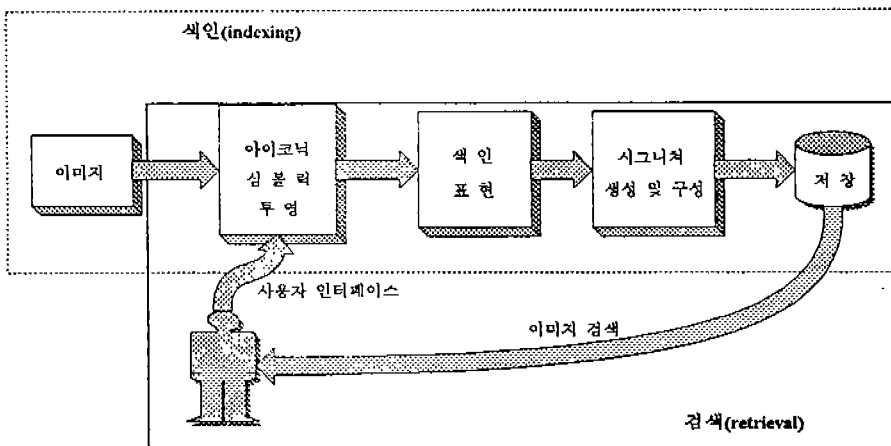 색인(indexing)
이미지
아이코닉
심볼릭
투영
색 인
표현
시그니쳐
생성 및 구성
저 장
사용자 인터페이스
이미지 검색
검색(retrieval)